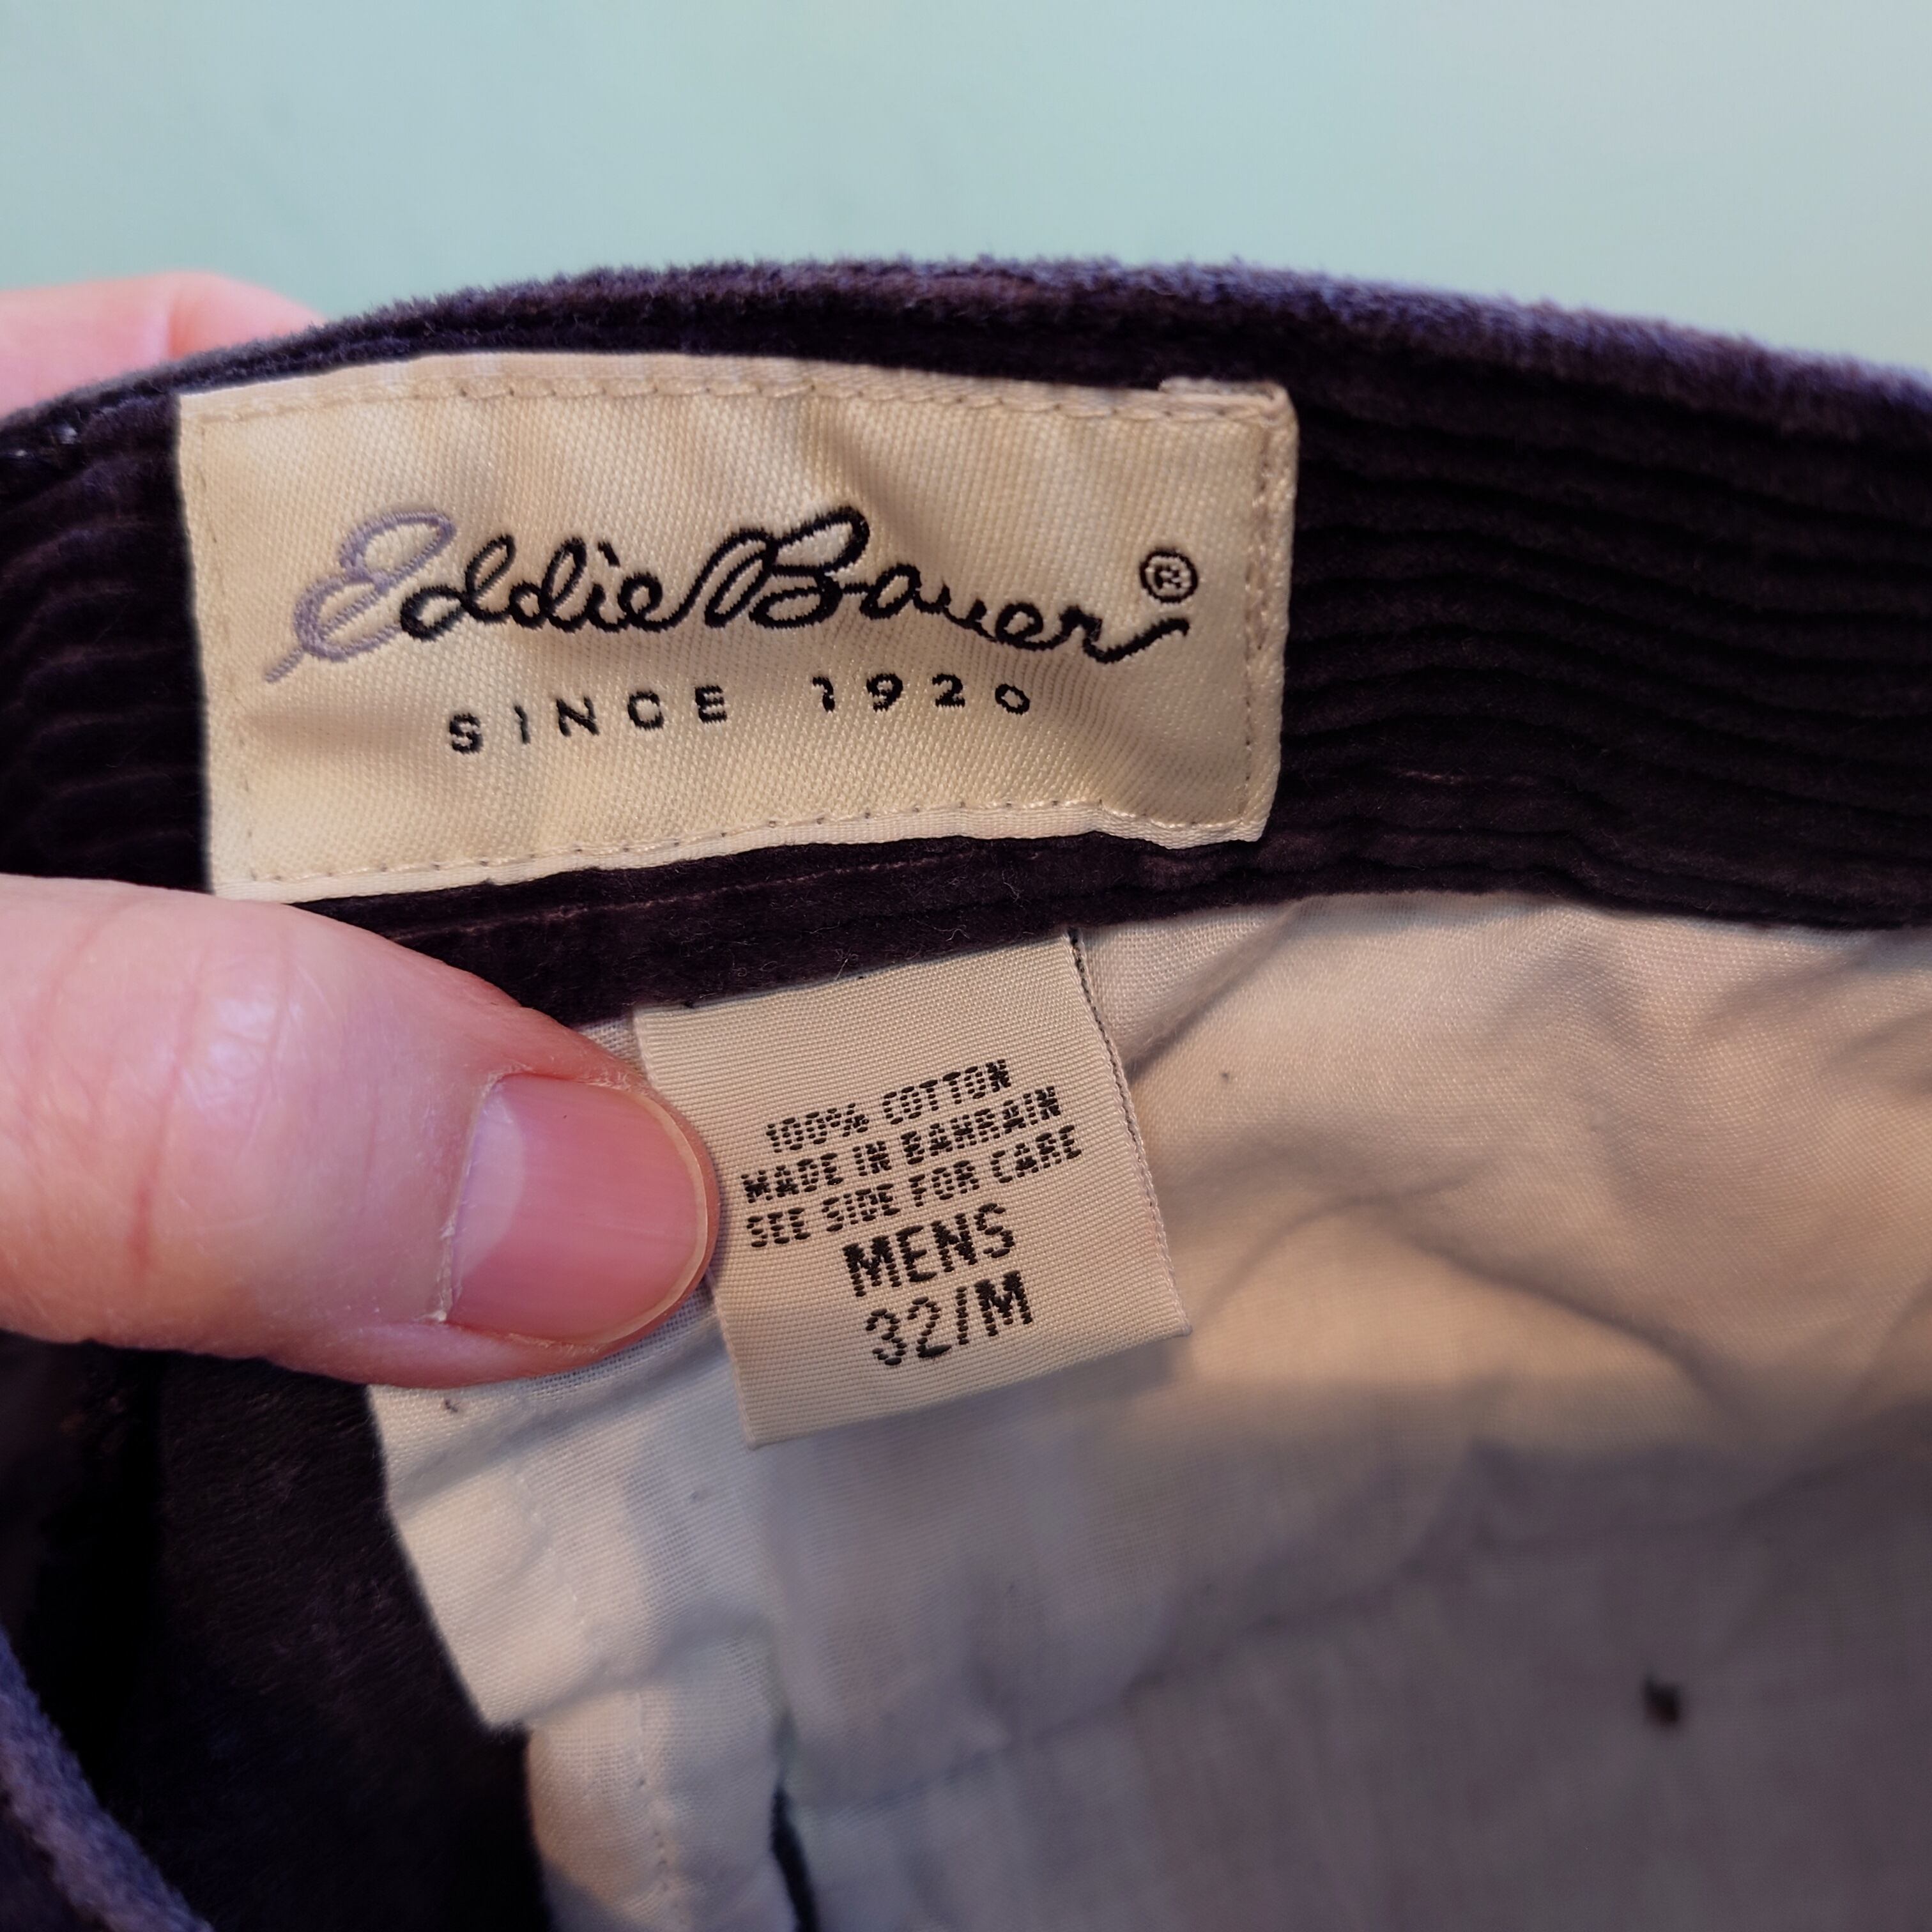 Eddie Bauer®
SINCE 1920
100% COTTON
MADE IN BAHRAIN
SEE SIDE FOR CARE
MENS
32/M